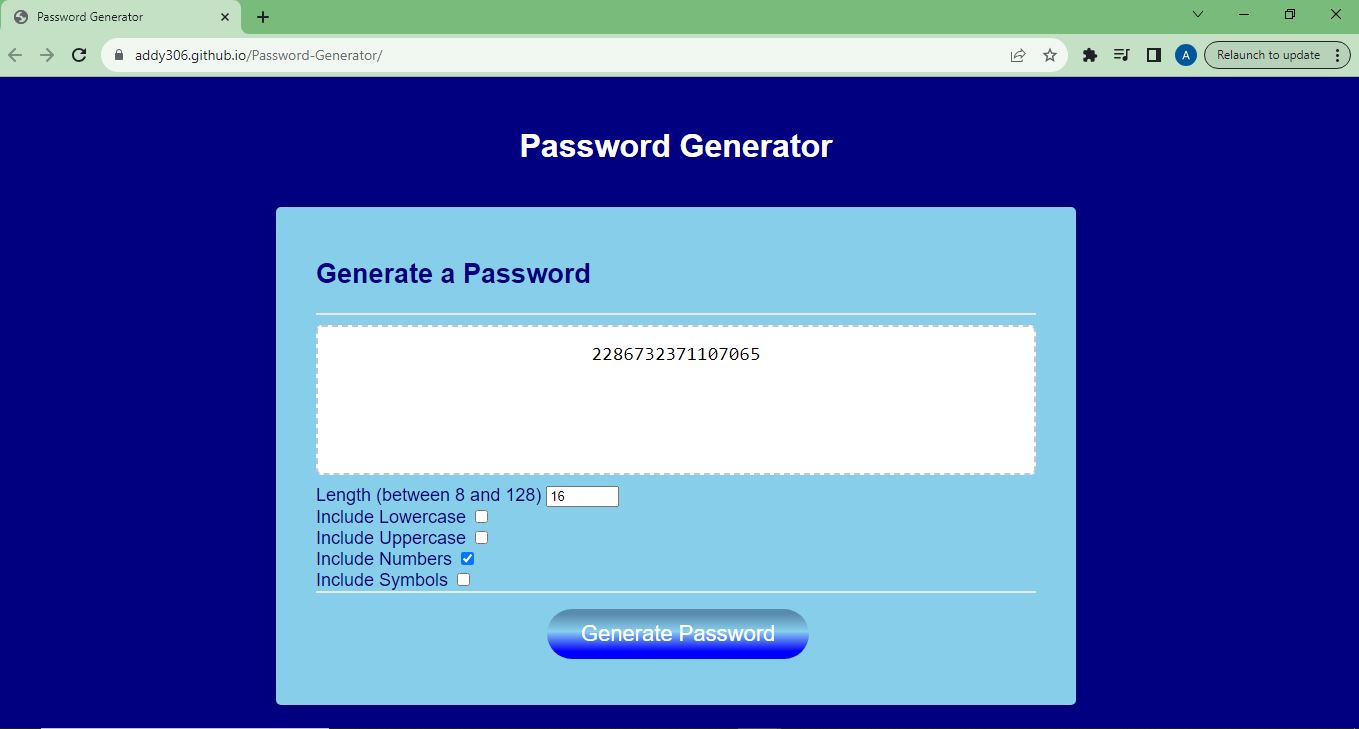 Password Generator
addy306.github.io/Password-Generator/
A
Relaunch to update
Password Generator
Generate a Password
2286732371107065
Length (between 8 and 128) 16
Include Lowercase
Include Uppercase
Include Numbers
Include Symbols
Generate Password